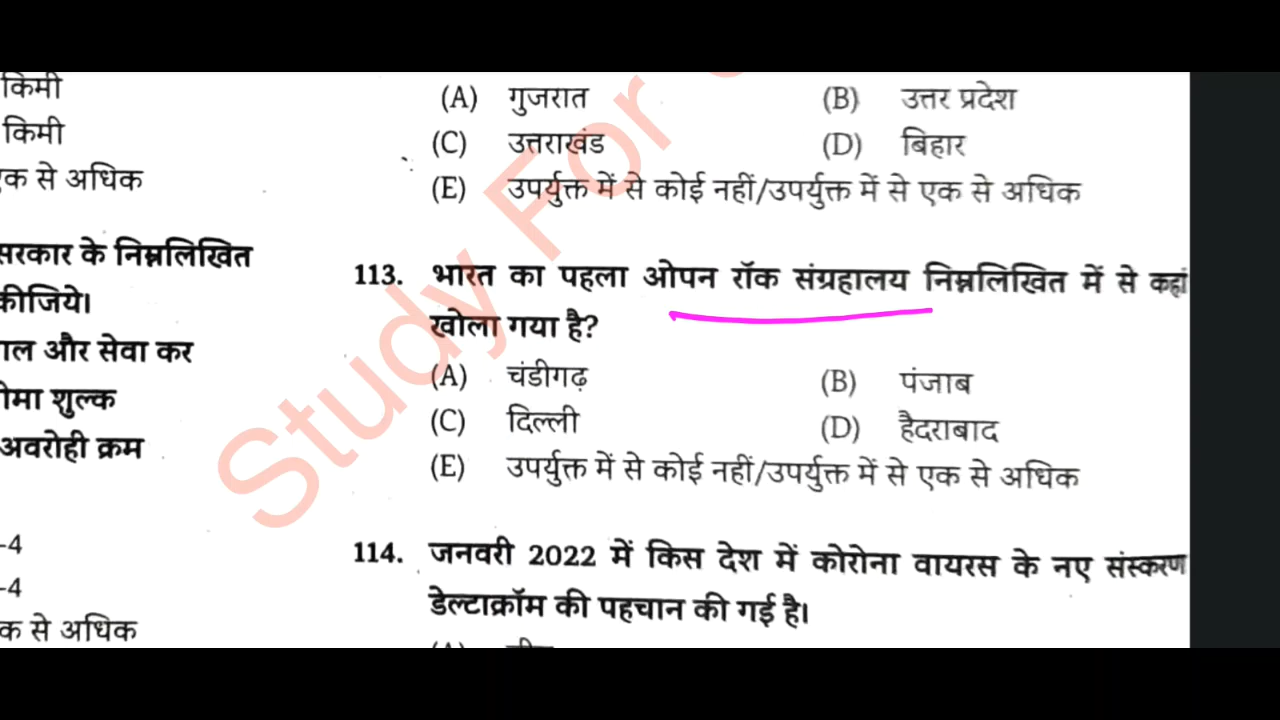 किमी
किमी
क से अधिक
सरकार के निम्नलिखित
कीजिये।
ाल और सेवा कर
ीमा शुल्क
अवरोही क्रम
-4
-4
क से अधिक
(A) गुजरात (B) उत्तर प्रदेश
(C) उत्तराखंड (D) बिहार
(E) उपर्युक्त में से कोई नहीं/उपर्युक्त में से एक से अधिक
113. भारत का पहला ओपन रॉक संग्रहालय निम्नलिखित में से कहां
खोला गया है?
(A) चंडीगढ़ (B) पंजाब
(C) दिल्ली (D) हैदराबाद
(E) उपर्युक्त में से कोई नहीं/उपर्युक्त में से एक से अधिक
114. जनवरी 2022 में किस देश में कोरोना वायरस के नए संस्करण
डेल्टाक्रॉम की पहचान की गई है।
Study For